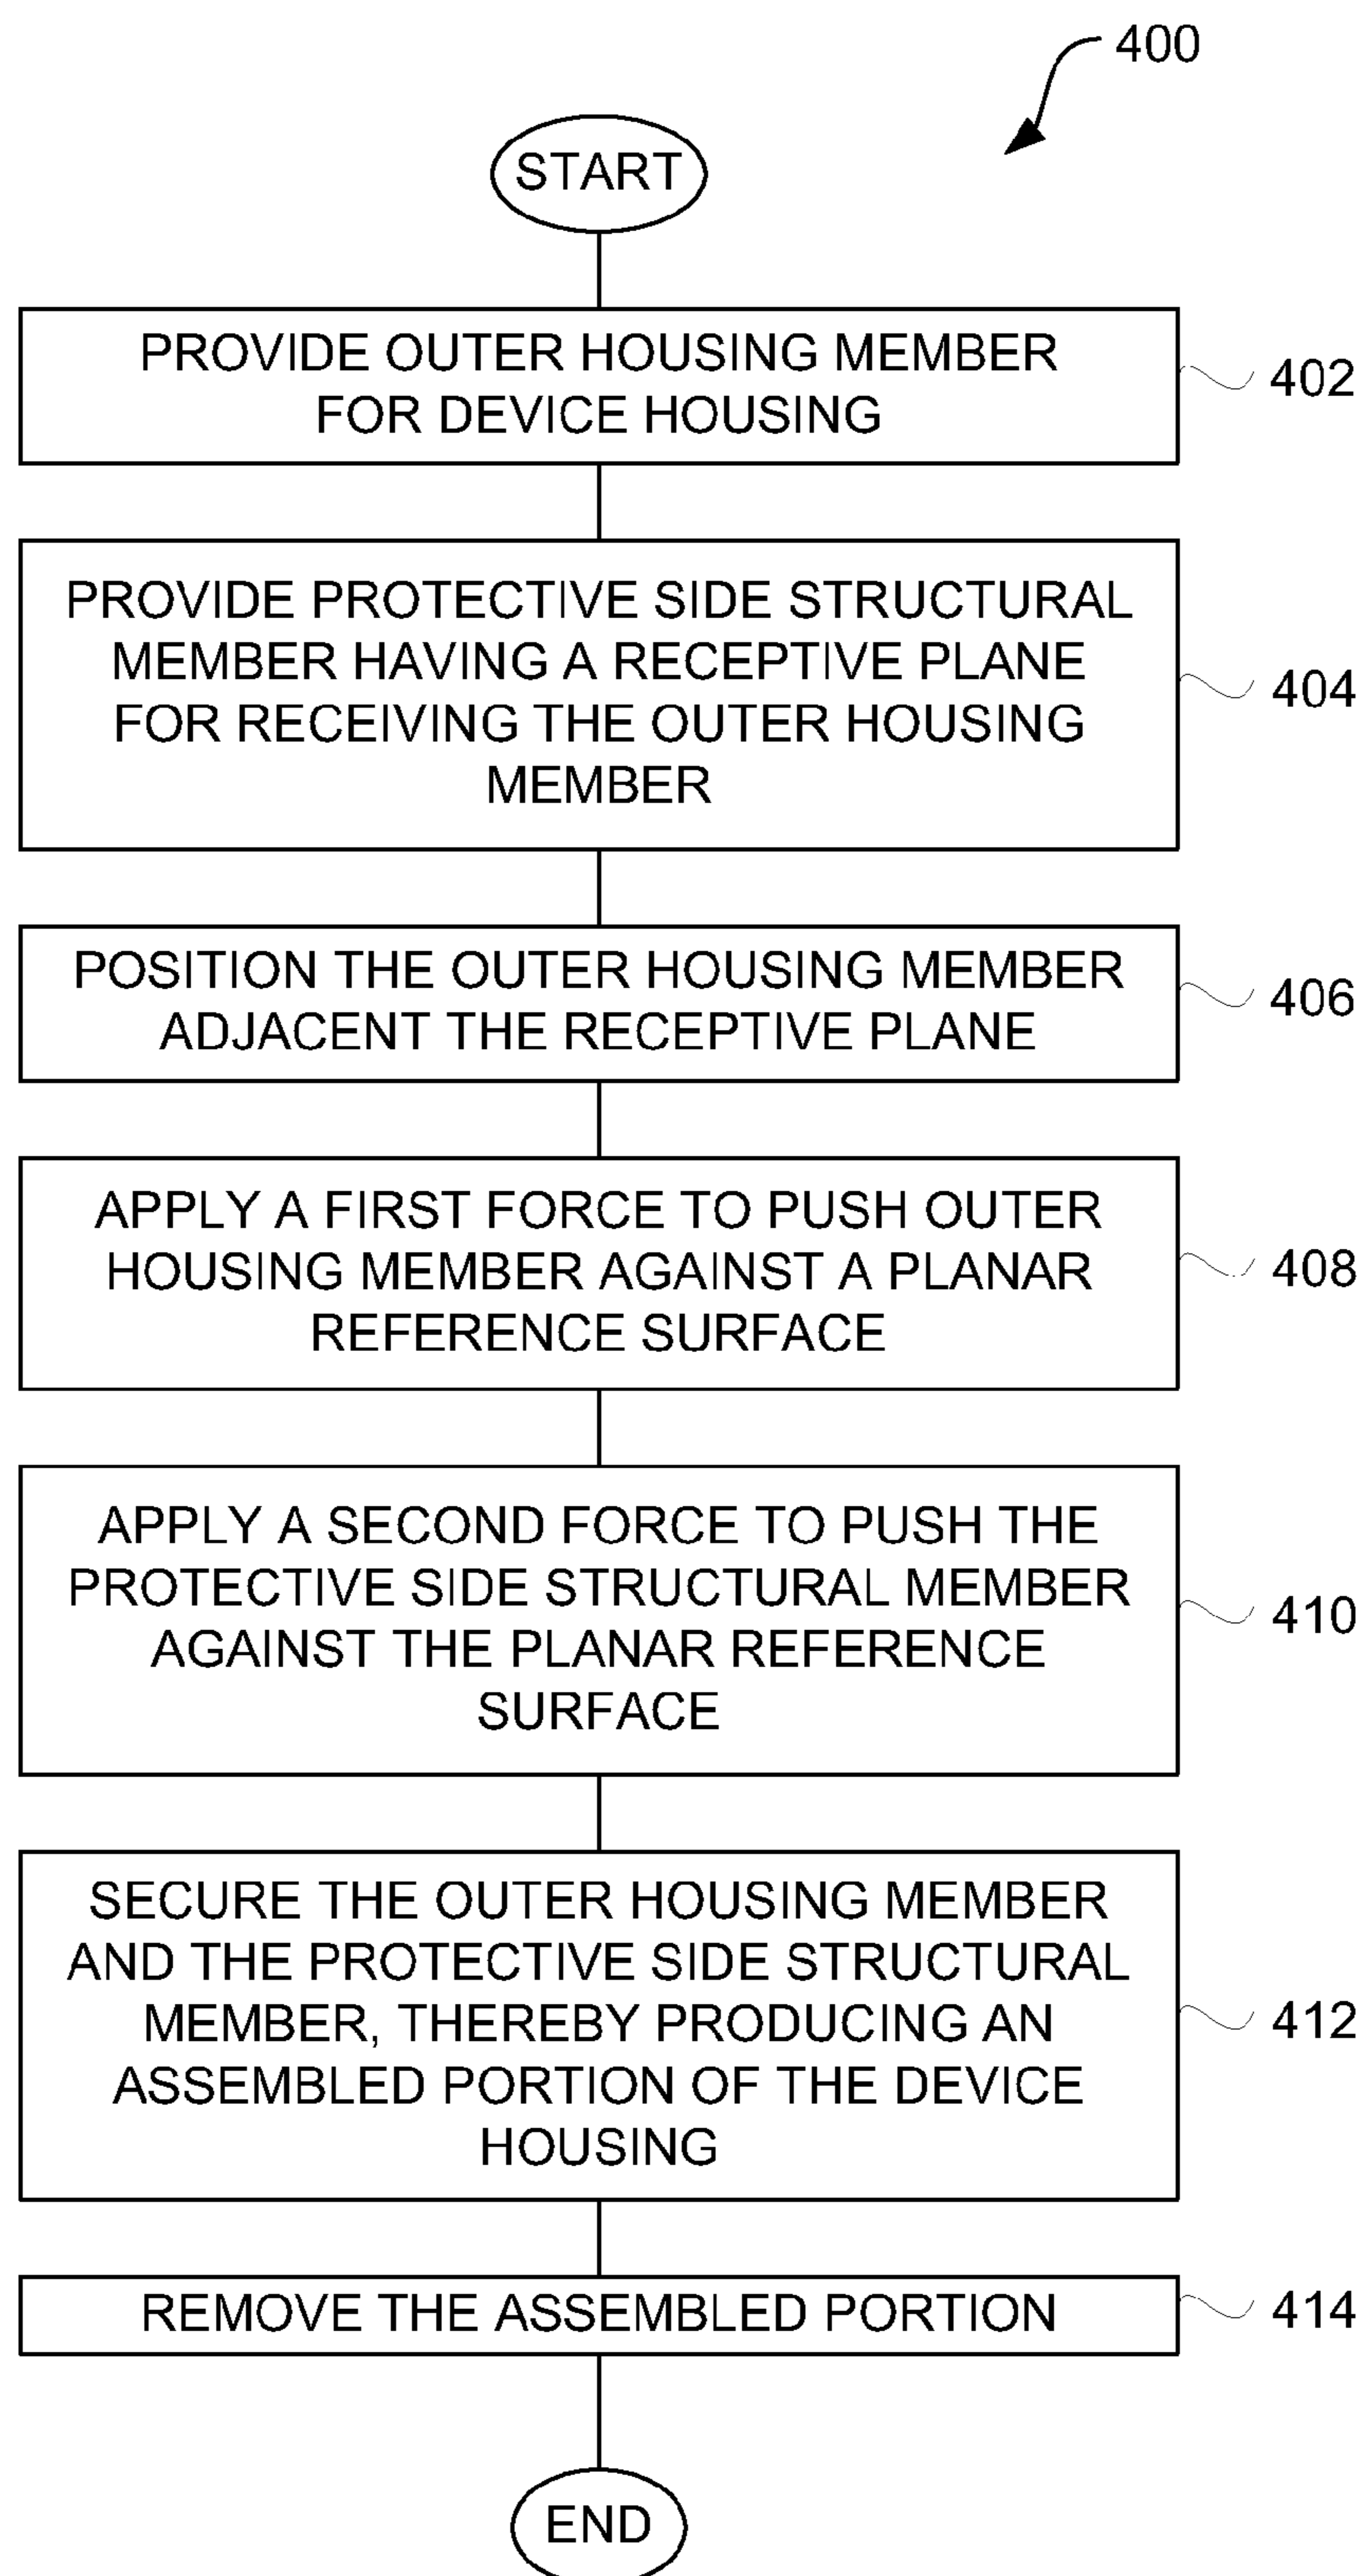 400
START
PROVIDE OUTER HOUSING MEMBER
FOR DEVICE HOUSING
402
PROVIDE PROTECTIVE SIDE STRUCTURAL
MEMBER HAVING A RECEPTIVE PLANE
FOR RECEIVING THE OUTER HOUSING
MEMBER
404
POSITION THE OUTER HOUSING MEMBER
ADJACENT THE RECEPTIVE PLANE
406
APPLY A FIRST FORCE TO PUSH OUTER
HOUSING MEMBER AGAINST A PLANAR
REFERENCE SURFACE
408
APPLY A SECOND FORCE TO PUSH THE
PROTECTIVE SIDE STRUCTURAL MEMBER
AGAINST THE PLANAR REFERENCE
SURFACE
410
SECURE THE OUTER HOUSING MEMBER
AND THE PROTECTIVE SIDE STRUCTURAL
MEMBER, THEREBY PRODUCING AN
ASSEMBLED PORTION OF THE DEVICE
HOUSING
412
REMOVE THE ASSEMBLED PORTION
414
END